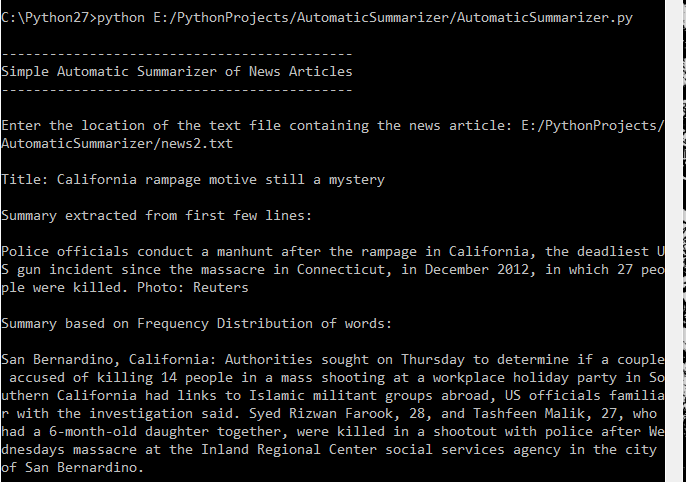 C:\Python27>python E:/PythonProjects/AutomaticSummarizer/AutomaticSummarizer.py
--------------------------------------------
Simple Automatic Summarizer of News Articles
--------------------------------------------
Enter the location of the text file containing the news article: E:/PythonProjects/
AutomaticSummarizer/news2.txt
Title: California rampage motive still a mystery
Summary extracted from first few lines:
Police officials conduct a manhunt after the rampage in California, the deadliest U
S gun incident since the massacre in Connecticut, in December 2012, in which 27 peo
ple were killed. Photo: Reuters
Summary based on Frequency Distribution of words:
San Bernardino, California: Authorities sought on Thursday to determine if a couple
 accused of killing 14 people in a mass shooting at a workplace holiday party in So
uthern California had links to Islamic militant groups abroad, US officials familia
r with the investigation said. Syed Rizwan Farook, 28, and Tashfeen Malik, 27, who
had a 6-month-old daughter together, were killed in a shootout with police after We
dnesdays massacre at the Inland Regional Center social services agency in the city
of San Bernardino.